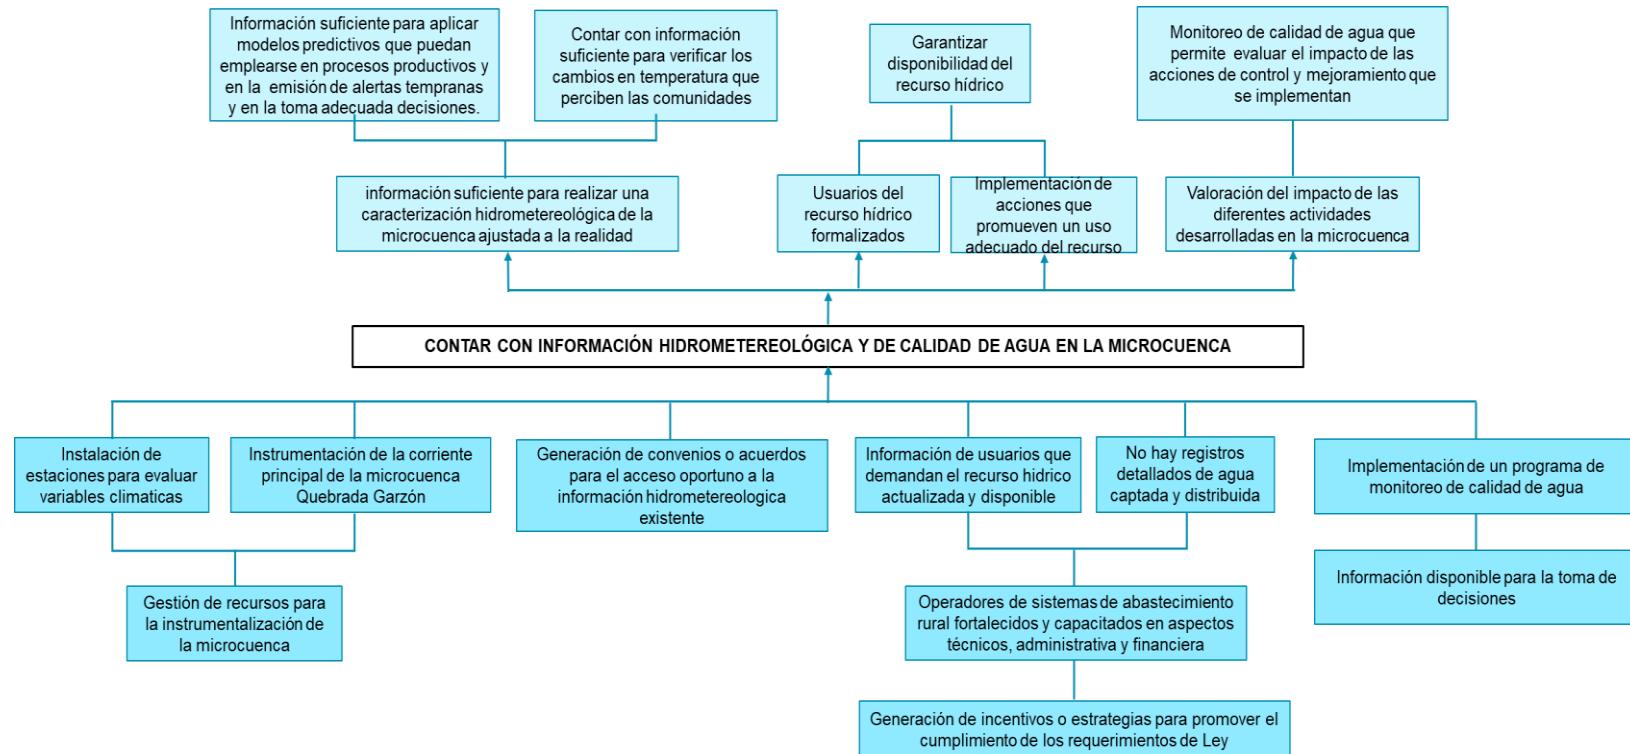 Información suficiente para aplicar
modelos predictivos que puedan
emplearse en procesos productivos y
en la emisión de alertas tempranas
y en la toma adecuada decisiones.
Contar con información
suficiente para verificar los
cambios en temperatura que
perciben las comunidades
Garantizar
disponibilidad del
recurso hídrico
Monitoreo de calidad de agua que
permite evaluar el impacto de las
acciones de control y mejoramiento que
se implementan
información suficiente para realizar una
caracterización hidrometereológica de la
microcuenca ajustada a la realidad
Usuarios del
recurso hídrico
formalizados
Implementación de
acciones que
promueven un uso
adecuado del recurso
Valoración del impacto de las
diferentes actividades
desarrolladas en la microcuenca
CONTAR CON INFORMACIÓN HIDROMETEREOLÓGICA Y DE CALIDAD DE AGUA EN LA MICROCUENCA
Instalación de
estaciones para evaluar
variables climaticas
Instrumentación de la corriente
principal de la microcuenca
Quebrada Garzón
Generación de convenios o acuerdos
para el acceso oportuno a la
información hidrometereologica
existente
Información de usuarios que
demandan el recurso hidrico
actualizada y disponible
No hay registros
detallados de agua
captada y distribuida
Implementación de un programa de
monitoreo de calidad de agua
Gestión de recursos para
la instrumentalización de
la microcuenca
Operadores de sistemas de abastecimiento
rural fortalecidos y capacitados en aspectos
técnicos, administrativa y financiera
Información disponible para la toma de
decisiones
Generación de incentivos o estrategias para promover el
cumplimiento de los requerimientos de Ley